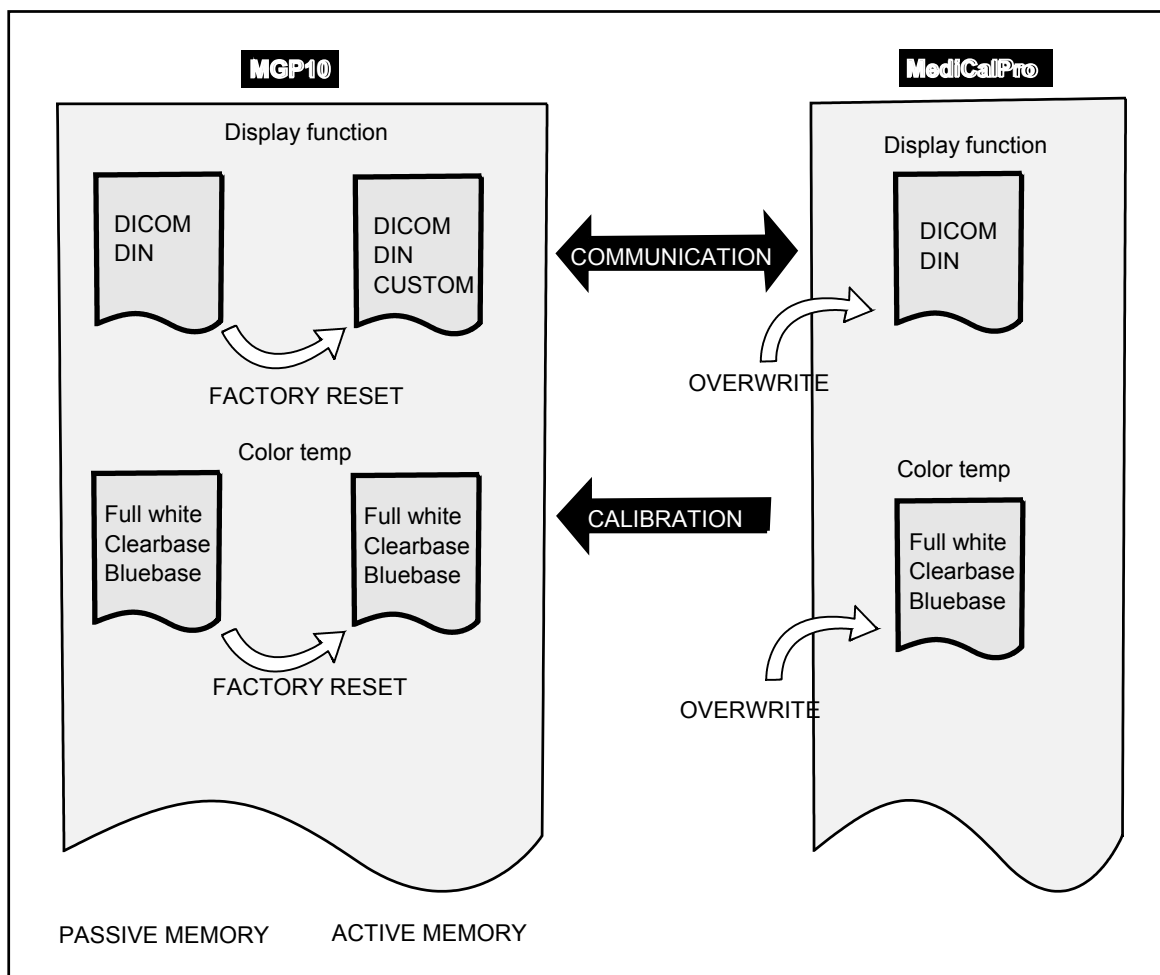 MGP10
MediCalPro
Display function
DICOM
DIN
DICOM
DIN
CUSTOM
FACTORY RESET
COMMUNICATION
Display function
DICOM
DIN
OVERWRITE
Color temp
Full white
Clearbase
Bluebase
Full white
Clearbase
Bluebase
FACTORY RESET
CALIBRATION
Color temp
Full white
Clearbase
Bluebase
OVERWRITE
PASSIVE MEMORY
ACTIVE MEMORY